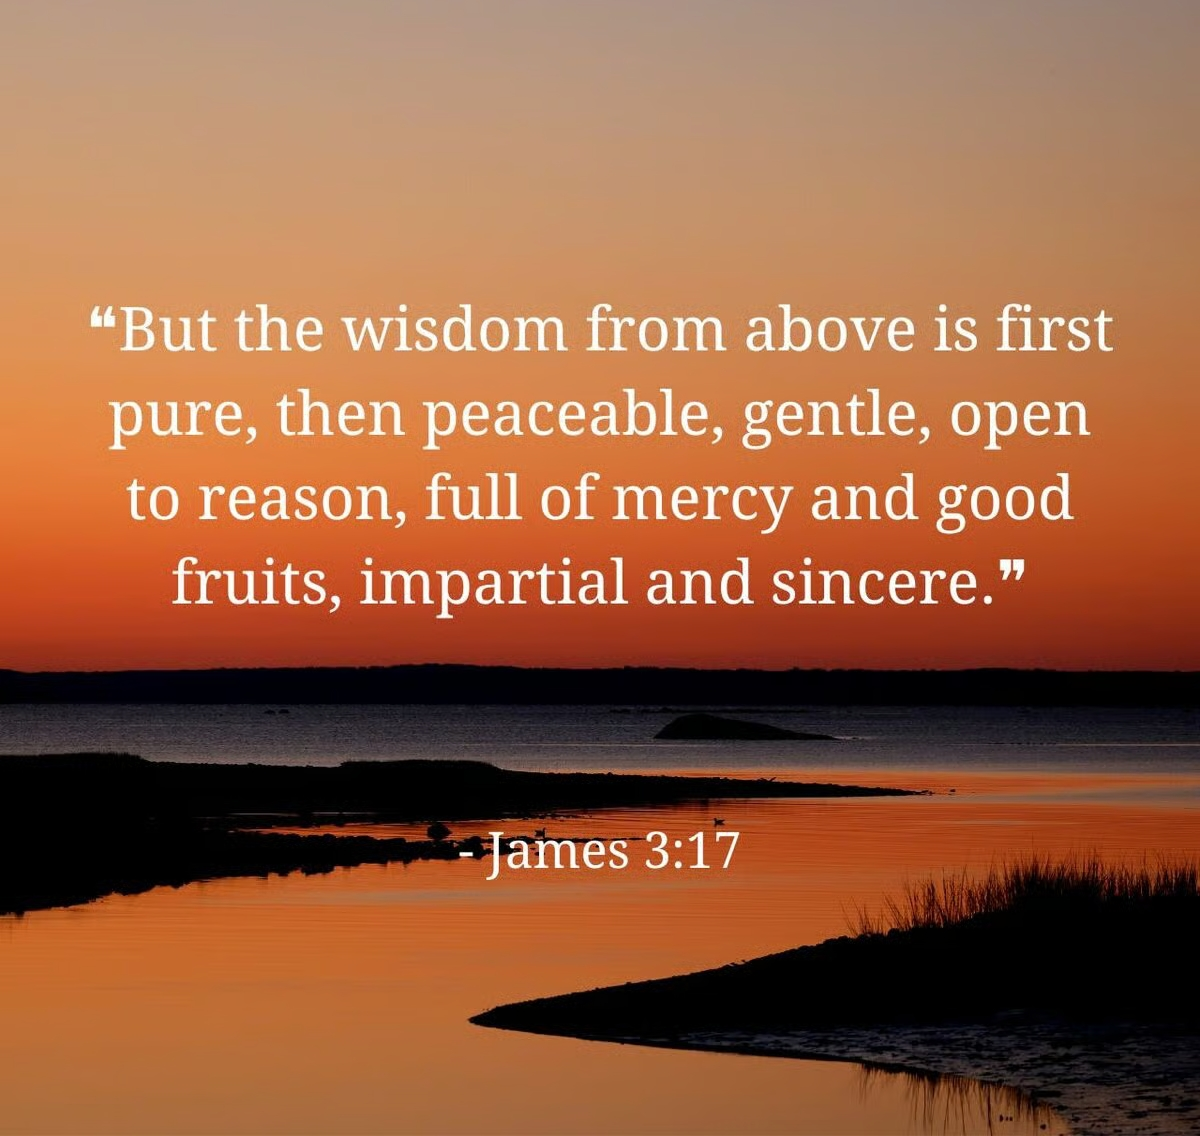 ❝But the wisdom from above is first
pure, then peaceable, gentle, open
to reason, full of mercy and good
fruits, impartial and sincere.❞
- James 3:17